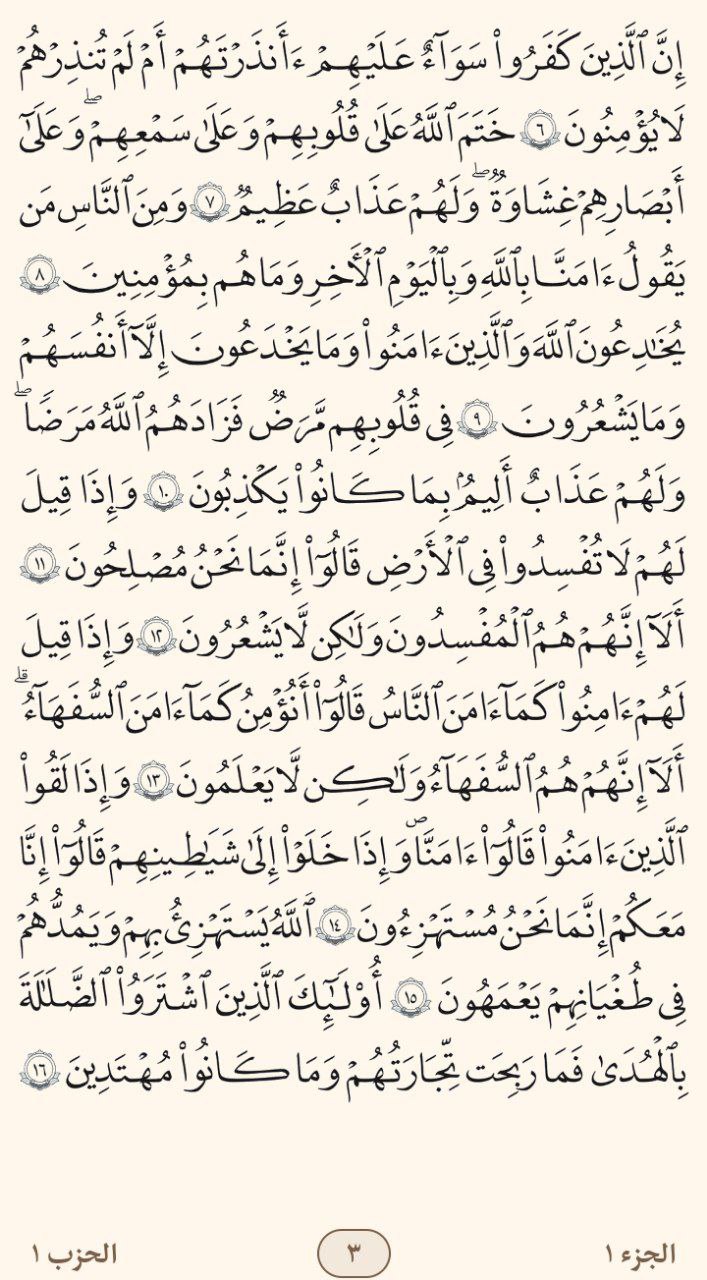 إِنَّ ٱلَّذِينَ كَفَرُوا۟ سَوَآءٌ عَلَيْهِمْ ءَأَنذَرْتَهُمْ أَمْ لَمْ تُنذِرْهُمْ
لَا يُؤْمِنُونَ ٦ خَتَمَ ٱللَّهُ عَلَىٰ قُلُوبِهِمْ وَعَلَىٰ سَمْعِهِمْ ۖ وَعَلَىٰٓ
أَبْصَـٰرِهِمْ غِشَـٰوَةٌ ۖ وَلَهُمْ عَذَابٌ عَظِيمٌ ٧ وَمِنَ ٱلنَّاسِ مَن
يَقُولُ ءَامَنَّا بِٱللَّهِ وَبِٱلْيَوْمِ ٱلْـَٔاخِرِ وَمَا هُم بِمُؤْمِنِينَ ٨
يُخَـٰدِعُونَ ٱللَّهَ وَٱلَّذِينَ ءَامَنُوا۟ وَمَا يَخْدَعُونَ إِلَّآ أَنفُسَهُمْ
وَمَا يَشْعُرُونَ ٩ فِى قُلُوبِهِم مَّرَضٌ فَزَادَهُمُ ٱللَّهُ مَرَضًا ۖ
وَلَهُمْ عَذَابٌ أَلِيمٌۢ بِمَا كَانُوا۟ يَكْذِبُونَ ١٠ وَإِذَا قِيلَ
لَهُمْ لَا تُفْسِدُوا۟ فِى ٱلْأَرْضِ قَالُوٓا۟ إِنَّمَا نَحْنُ مُصْلِحُونَ ١١
أَلَآ إِنَّهُمْ هُمُ ٱلْمُفْسِدُونَ وَلَـٰكِن لَّا يَشْعُرُونَ ١٢ وَإِذَا قِيلَ
لَهُمْ ءَامِنُوا۟ كَمَآ ءَامَنَ ٱلنَّاسُ قَالُوٓا۟ أَنُؤْمِنُ كَمَآ ءَامَنَ ٱلسُّفَهَآءُ ۗ
أَلَآ إِنَّهُمْ هُمُ ٱلسُّفَهَآءُ وَلَـٰكِن لَّا يَعْلَمُونَ ١٣ وَإِذَا لَقُوا۟
ٱلَّذِينَ ءَامَنُوا۟ قَالُوٓا۟ ءَامَنَّا وَإِذَا خَلَوْا۟ إِلَىٰ شَيَـٰطِينِهِمْ قَالُوٓا۟ إِنَّا
مَعَكُمْ إِنَّمَا نَحْنُ مُسْتَهْزِءُونَ ١٤ ٱللَّهُ يَسْتَهْزِئُ بِهِمْ وَيَمُدُّهُمْ
فِى طُغْيَـٰنِهِمْ يَعْمَهُونَ ١٥ أُو۟لَـٰٓئِكَ ٱلَّذِينَ ٱشْتَرَوُا۟ ٱلضَّلَـٰلَةَ
بِٱلْهُدَىٰ فَمَا رَبِحَت تِّجَـٰرَتُهُمْ وَمَا كَانُوا۟ مُهْتَدِينَ ١٦
الجزء ١ ٣ الحزب ١